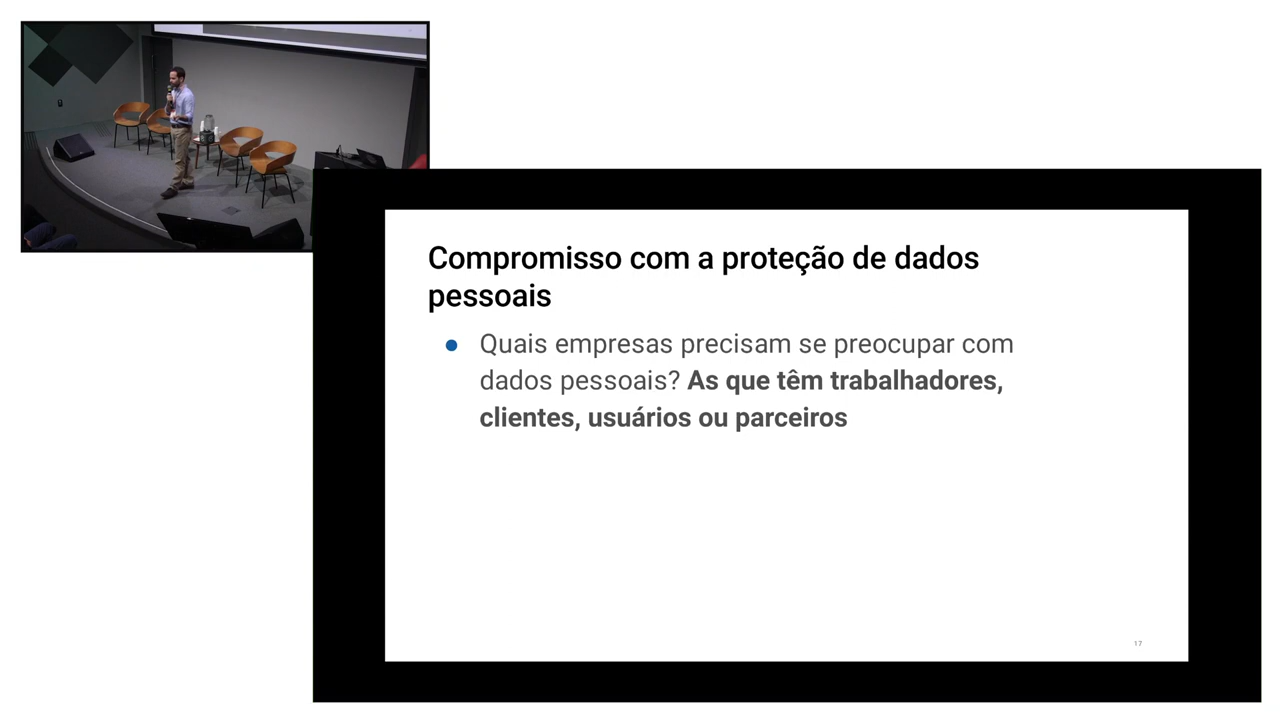 Compromisso com a proteção de dados
pessoais
● Quais empresas precisam se preocupar com
dados pessoais? As que têm trabalhadores,
clientes, usuários ou parceiros
17